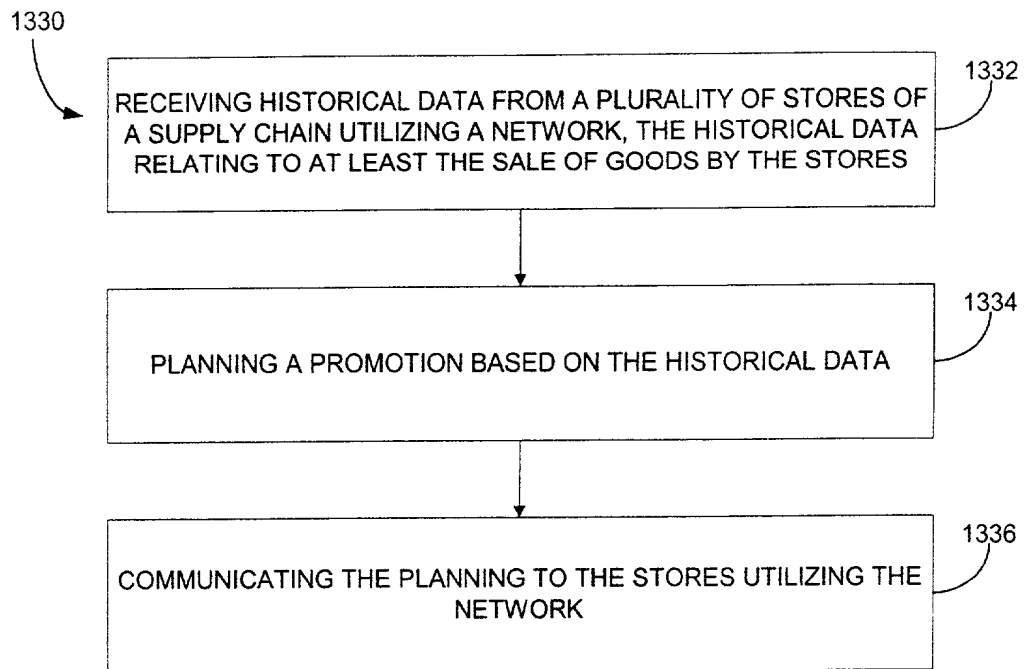 1330
1332
RECEIVING HISTORICAL DATA FROM A PLURALITY OF STORES OF
A SUPPLY CHAIN UTILIZING A NETWORK, THE HISTORICAL DATA
RELATING TO AT LEAST THE SALE OF GOODS BY THE STORES
1334
PLANNING A PROMOTION BASED ON THE HISTORICAL DATA
1336
COMMUNICATING THE PLANNING TO THE STORES UTILIZING THE
NETWORK